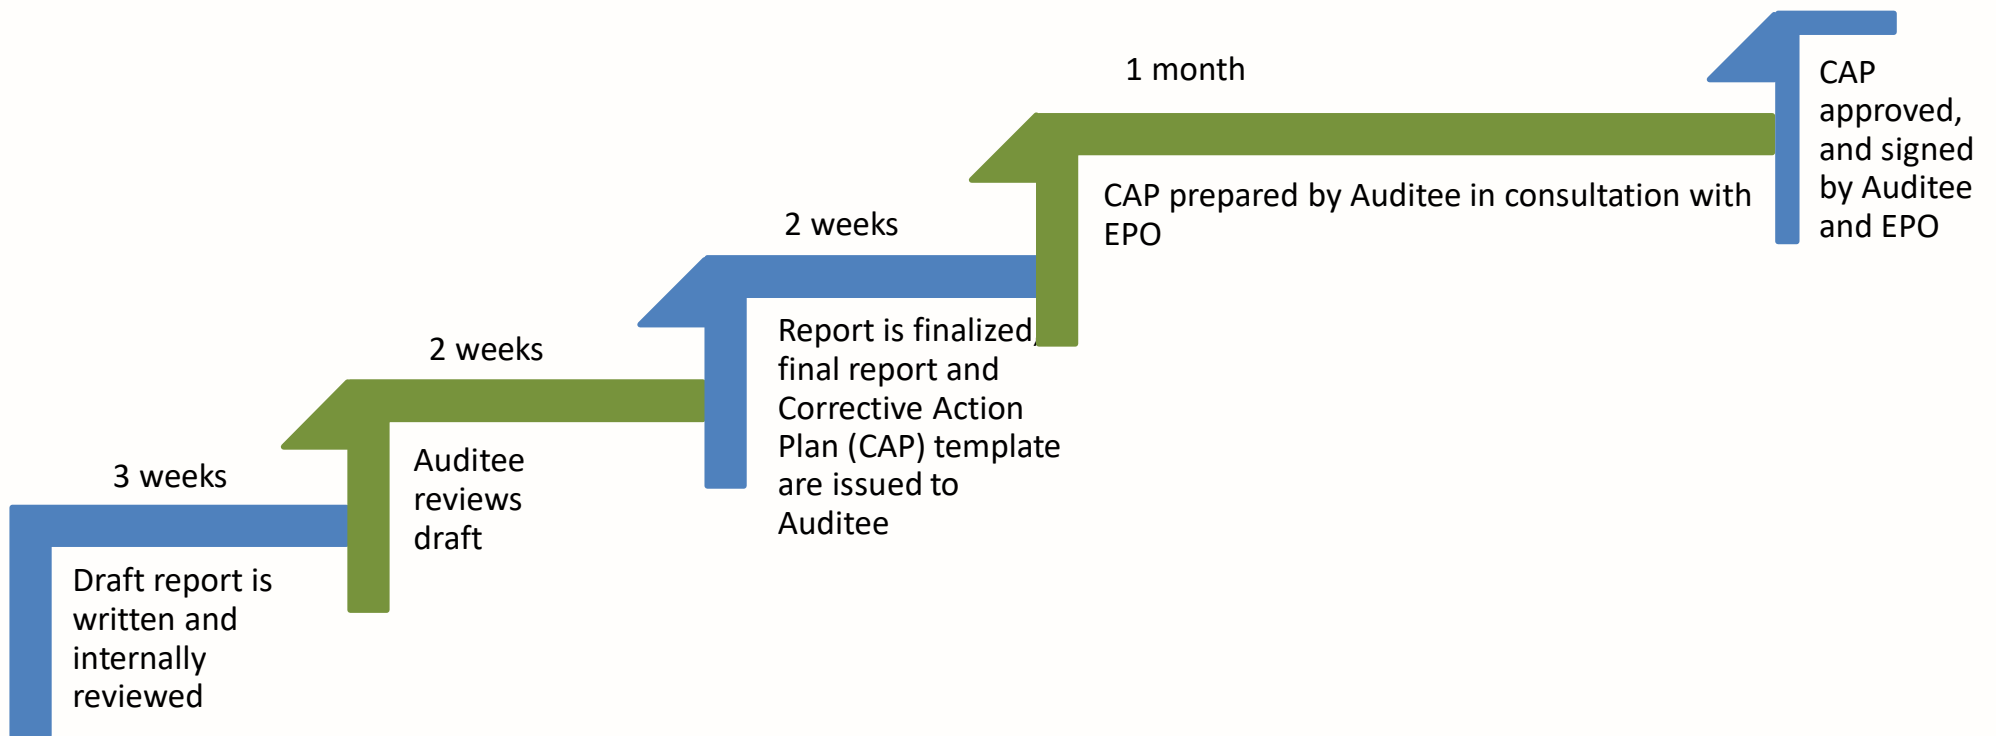 3 weeks
Draft report is
written and
internally
reviewed
2 weeks
Auditee
reviews
draft
2 weeks
Report is finalized,
final report and
Corrective Action
Plan (CAP) template
are issued to
Auditee
1 month
CAP prepared by Auditee in consultation with
EPO
CAP
approved,
and signed
by Auditee
and EPO